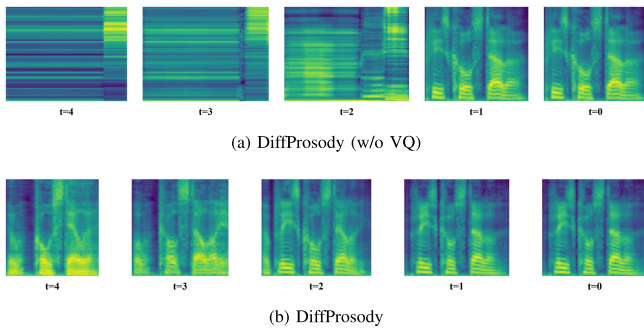 t=4 t=3 t=2 t=1 t=0
(a) DiffProsody (w/o VQ)
t=4 t=3 t=2 t=1 t=0
(b) DiffProsody